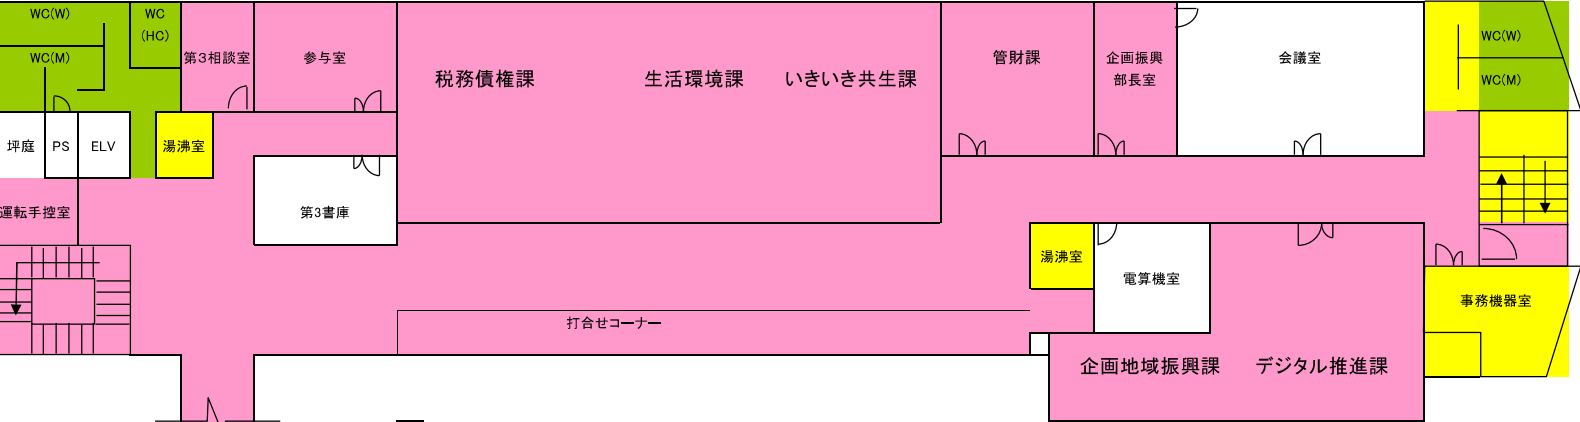 WC(W)
WC
(HC)
WC(M)
第3相談室
参与室
税務債権課
生活環境課
いきいき共生課
管財課
企画振興
部長室
会議室
WC(W)
WC(M)
坪庭
PS
ELV
湯沸室
運転手控室
第3書庫
湯沸室
電算機室
事務機器室
打合せコーナー
企画地域振興課
デジタル推進課